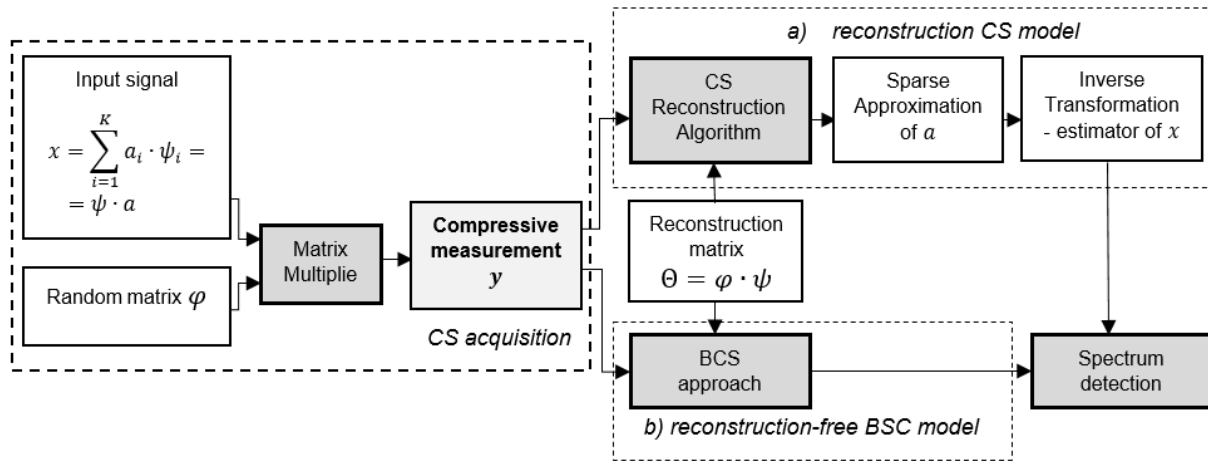 Input signal
x = ∑_{i=1}^{K} a_i · ψ_i =
= ψ · a
Random matrix φ
Matrix
Multiplie
Compressive
measurement
y
CS acquisition
a) reconstruction CS model
CS
Reconstruction
Algorithm
Sparse
Approximation
of a
Inverse
Transformation
- estimator of x
Reconstruction
matrix
Θ = φ · ψ
BCS
approach
b) reconstruction-free BSC model
Spectrum
detection